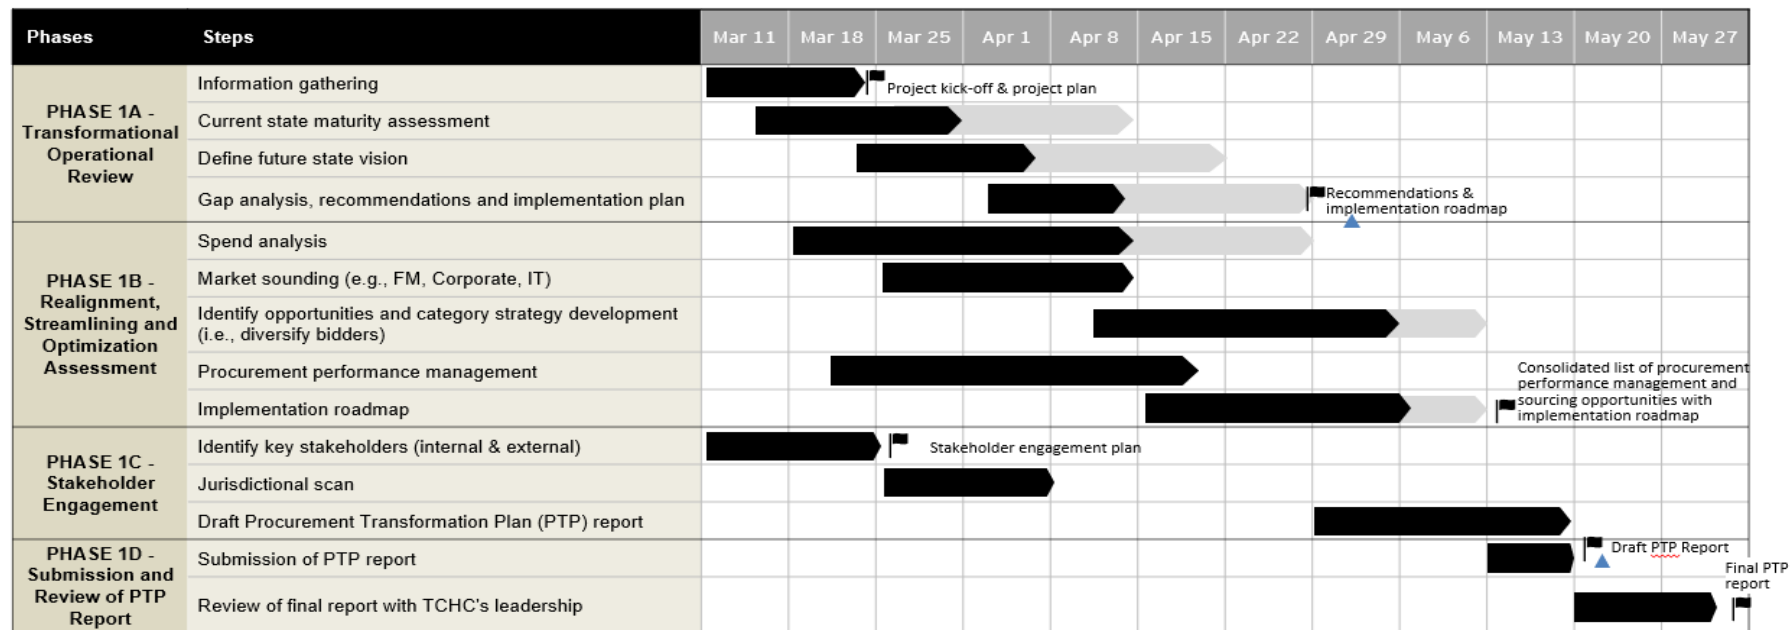 Phases Steps Mar 11 Mar 18 Mar 25 Apr 1 Apr 8 Apr 15 Apr 22 Apr 29 May 6 May 13 May 20 May 27
PHASE 1A -
Transformational
Operational
Review
Information gathering
Project kick-off & project plan
Current state maturity assessment
Define future state vision
Gap analysis, recommendations and implementation plan
Recommendations &
implementation roadmap
PHASE 1B -
Realignment,
Streamlining and
Optimization
Assessment
Spend analysis
Market sounding (e.g., FM, Corporate, IT)
Identify opportunities and category strategy development
(i.e., diversify bidders)
Procurement performance management
Implementation roadmap
Consolidated list of procurement
performance management and
sourcing opportunities with
implementation roadmap
PHASE 1C -
Stakeholder
Engagement
Identify key stakeholders (internal & external)
Stakeholder engagement plan
Jurisdictional scan
Draft Procurement Transformation Plan (PTP) report
PHASE 1D -
Submission and
Review of PTP
Report
Submission of PTP report
Draft PTP Report
Review of final report with TCHC's leadership
Final PTP
report